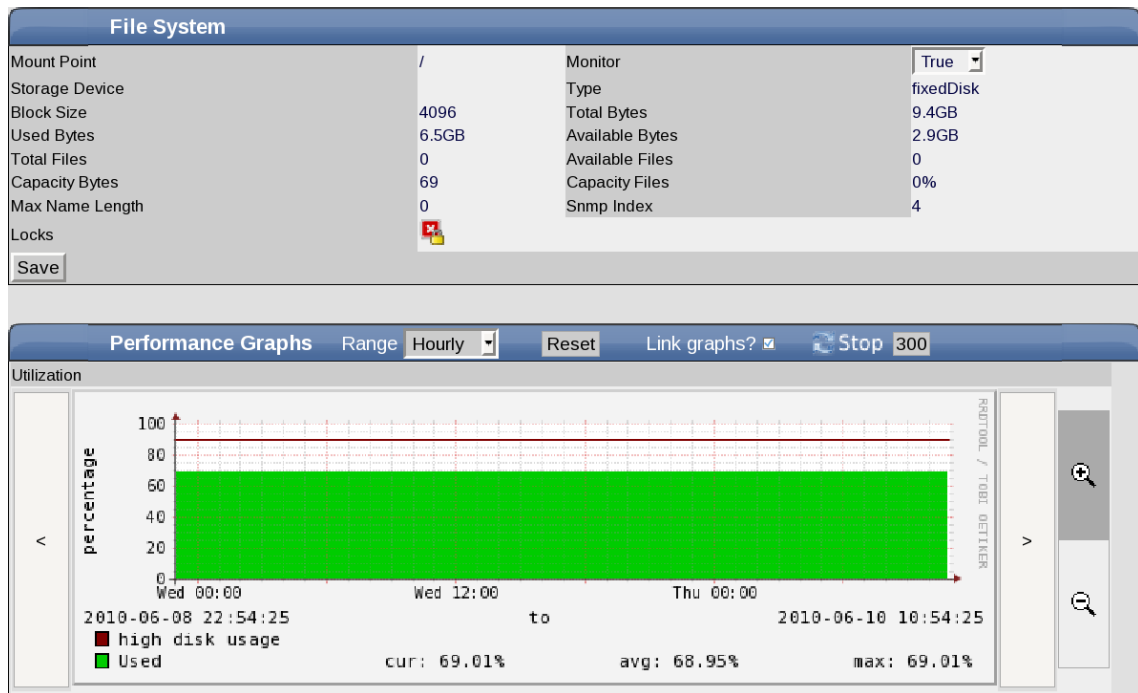 File System
Mount Point / Monitor True
Storage Device Type fixedDisk
Block Size 4096 Total Bytes 9.4GB
Used Bytes 6.5GB Available Bytes 2.9GB
Total Files 0 Available Files 0
Capacity Bytes 69 Capacity Files 0%
Max Name Length 0 Snmp Index 4
Locks
Save
Performance Graphs Range Hourly Reset Link graphs? Stop 300
Utilization
100
80
60
40
20
0
percentage
RRDTOOL / TOBI OETIKER
<
>
Wed 00:00 Wed 12:00 Thu 00:00
2010-06-08 22:54:25 to 2010-06-10 10:54:25
high disk usage
Used cur: 69.01% avg: 68.95% max: 69.01%